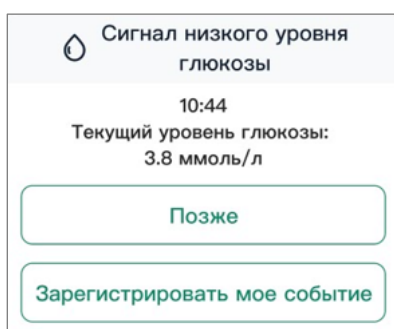 Сигнал низкого уровня
глюкозы
10:44
Текущий уровень глюкозы:
3.8 ммоль/л
Позже
Зарегистрировать мое событие